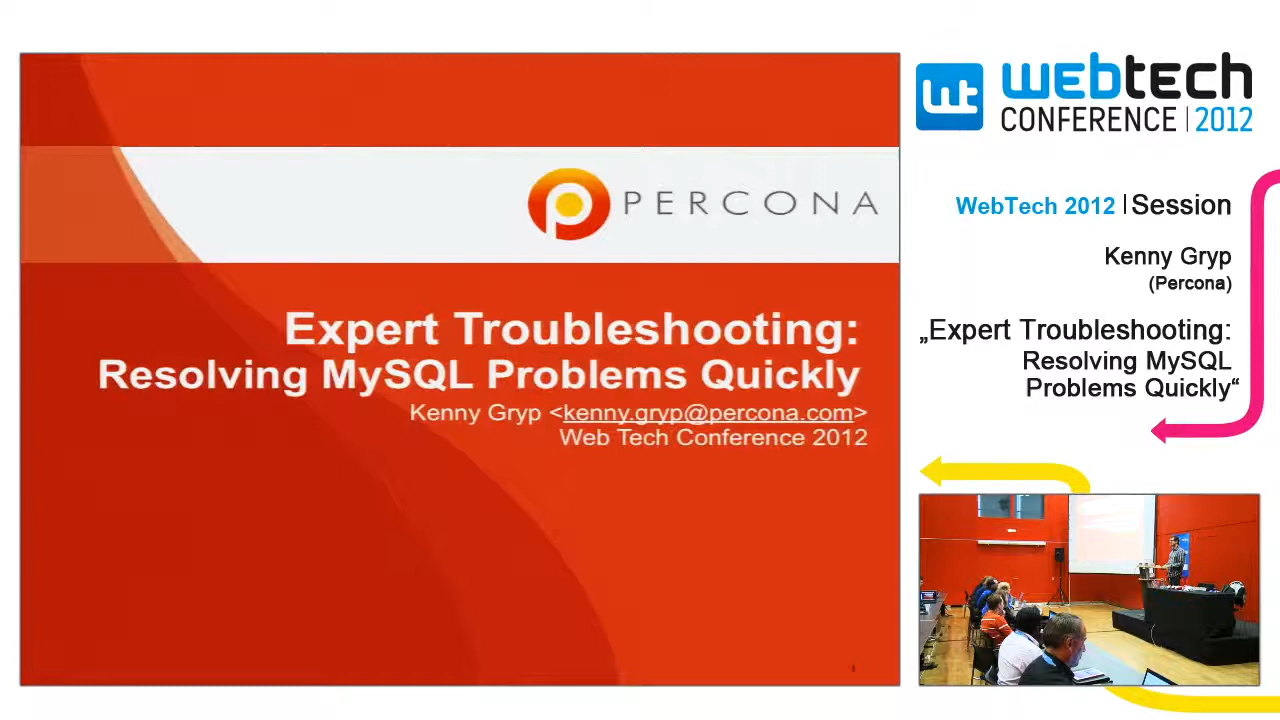 PERCONA
Expert Troubleshooting:
Resolving MySQL Problems Quickly
Kenny Gryp <kenny.gryp@percona.com>
Web Tech Conference 2012
wt webtech
CONFERENCE | 2012
WebTech 2012 | Session
Kenny Gryp
(Percona)
„Expert Troubleshooting:
Resolving MySQL
Problems Quickly“